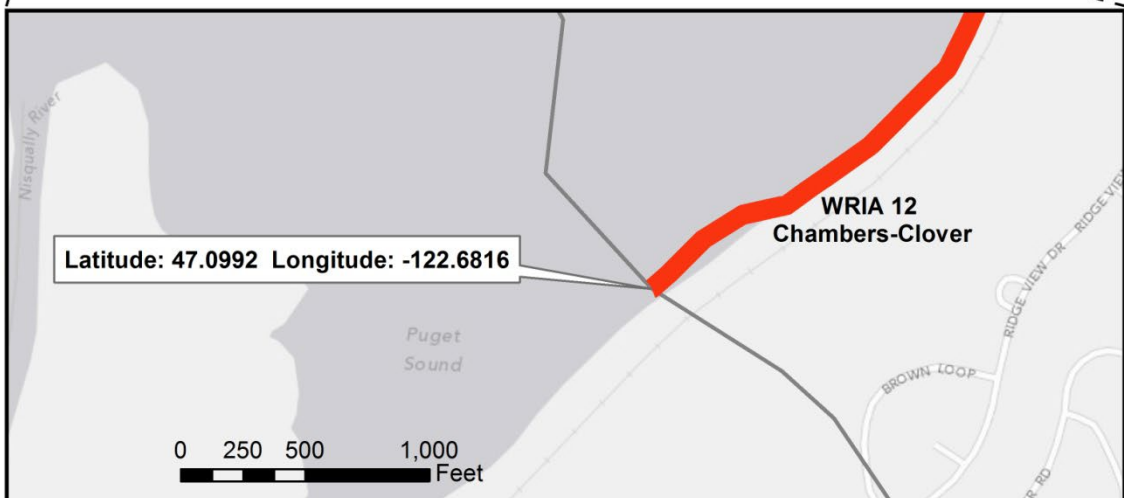 Nisqually River
WRIA 12
Chambers-Clover
Latitude: 47.0992 Longitude: -122.6816
Puget
Sound
RIDGE VIEW DR
RIDGE VIEW
BROWN LOOP
0 250 500 1,000
Feet
RD